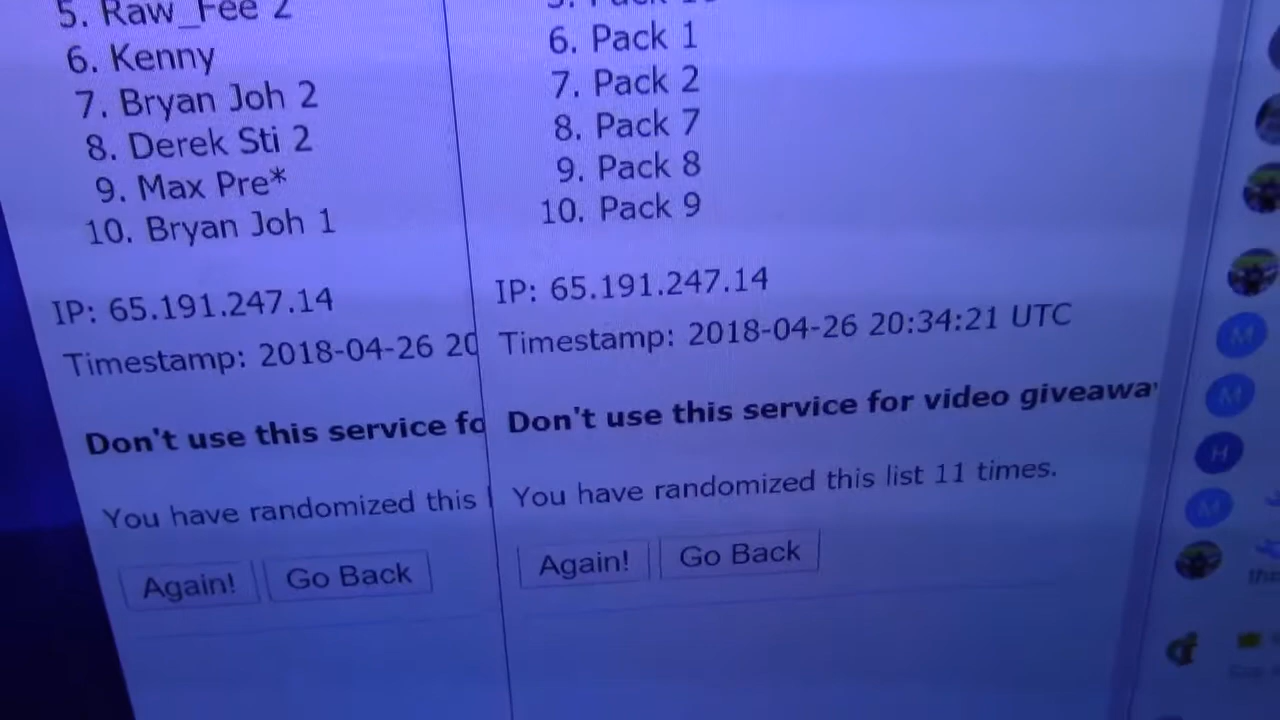 5. Raw_Fee 2
6. Kenny
7. Bryan Joh 2
8. Derek Sti 2
9. Max Pre*
10. Bryan Joh 1
IP: 65.191.247.14
Timestamp: 2018-04-26 20
Don't use this service fo
You have randomized this
Again! Go Back
6. Pack 1
7. Pack 2
8. Pack 7
9. Pack 8
10. Pack 9
IP: 65.191.247.14
Timestamp: 2018-04-26 20:34:21 UTC
Don't use this service for video giveawa
You have randomized this list 11 times.
Again! Go Back
M
M
H
M